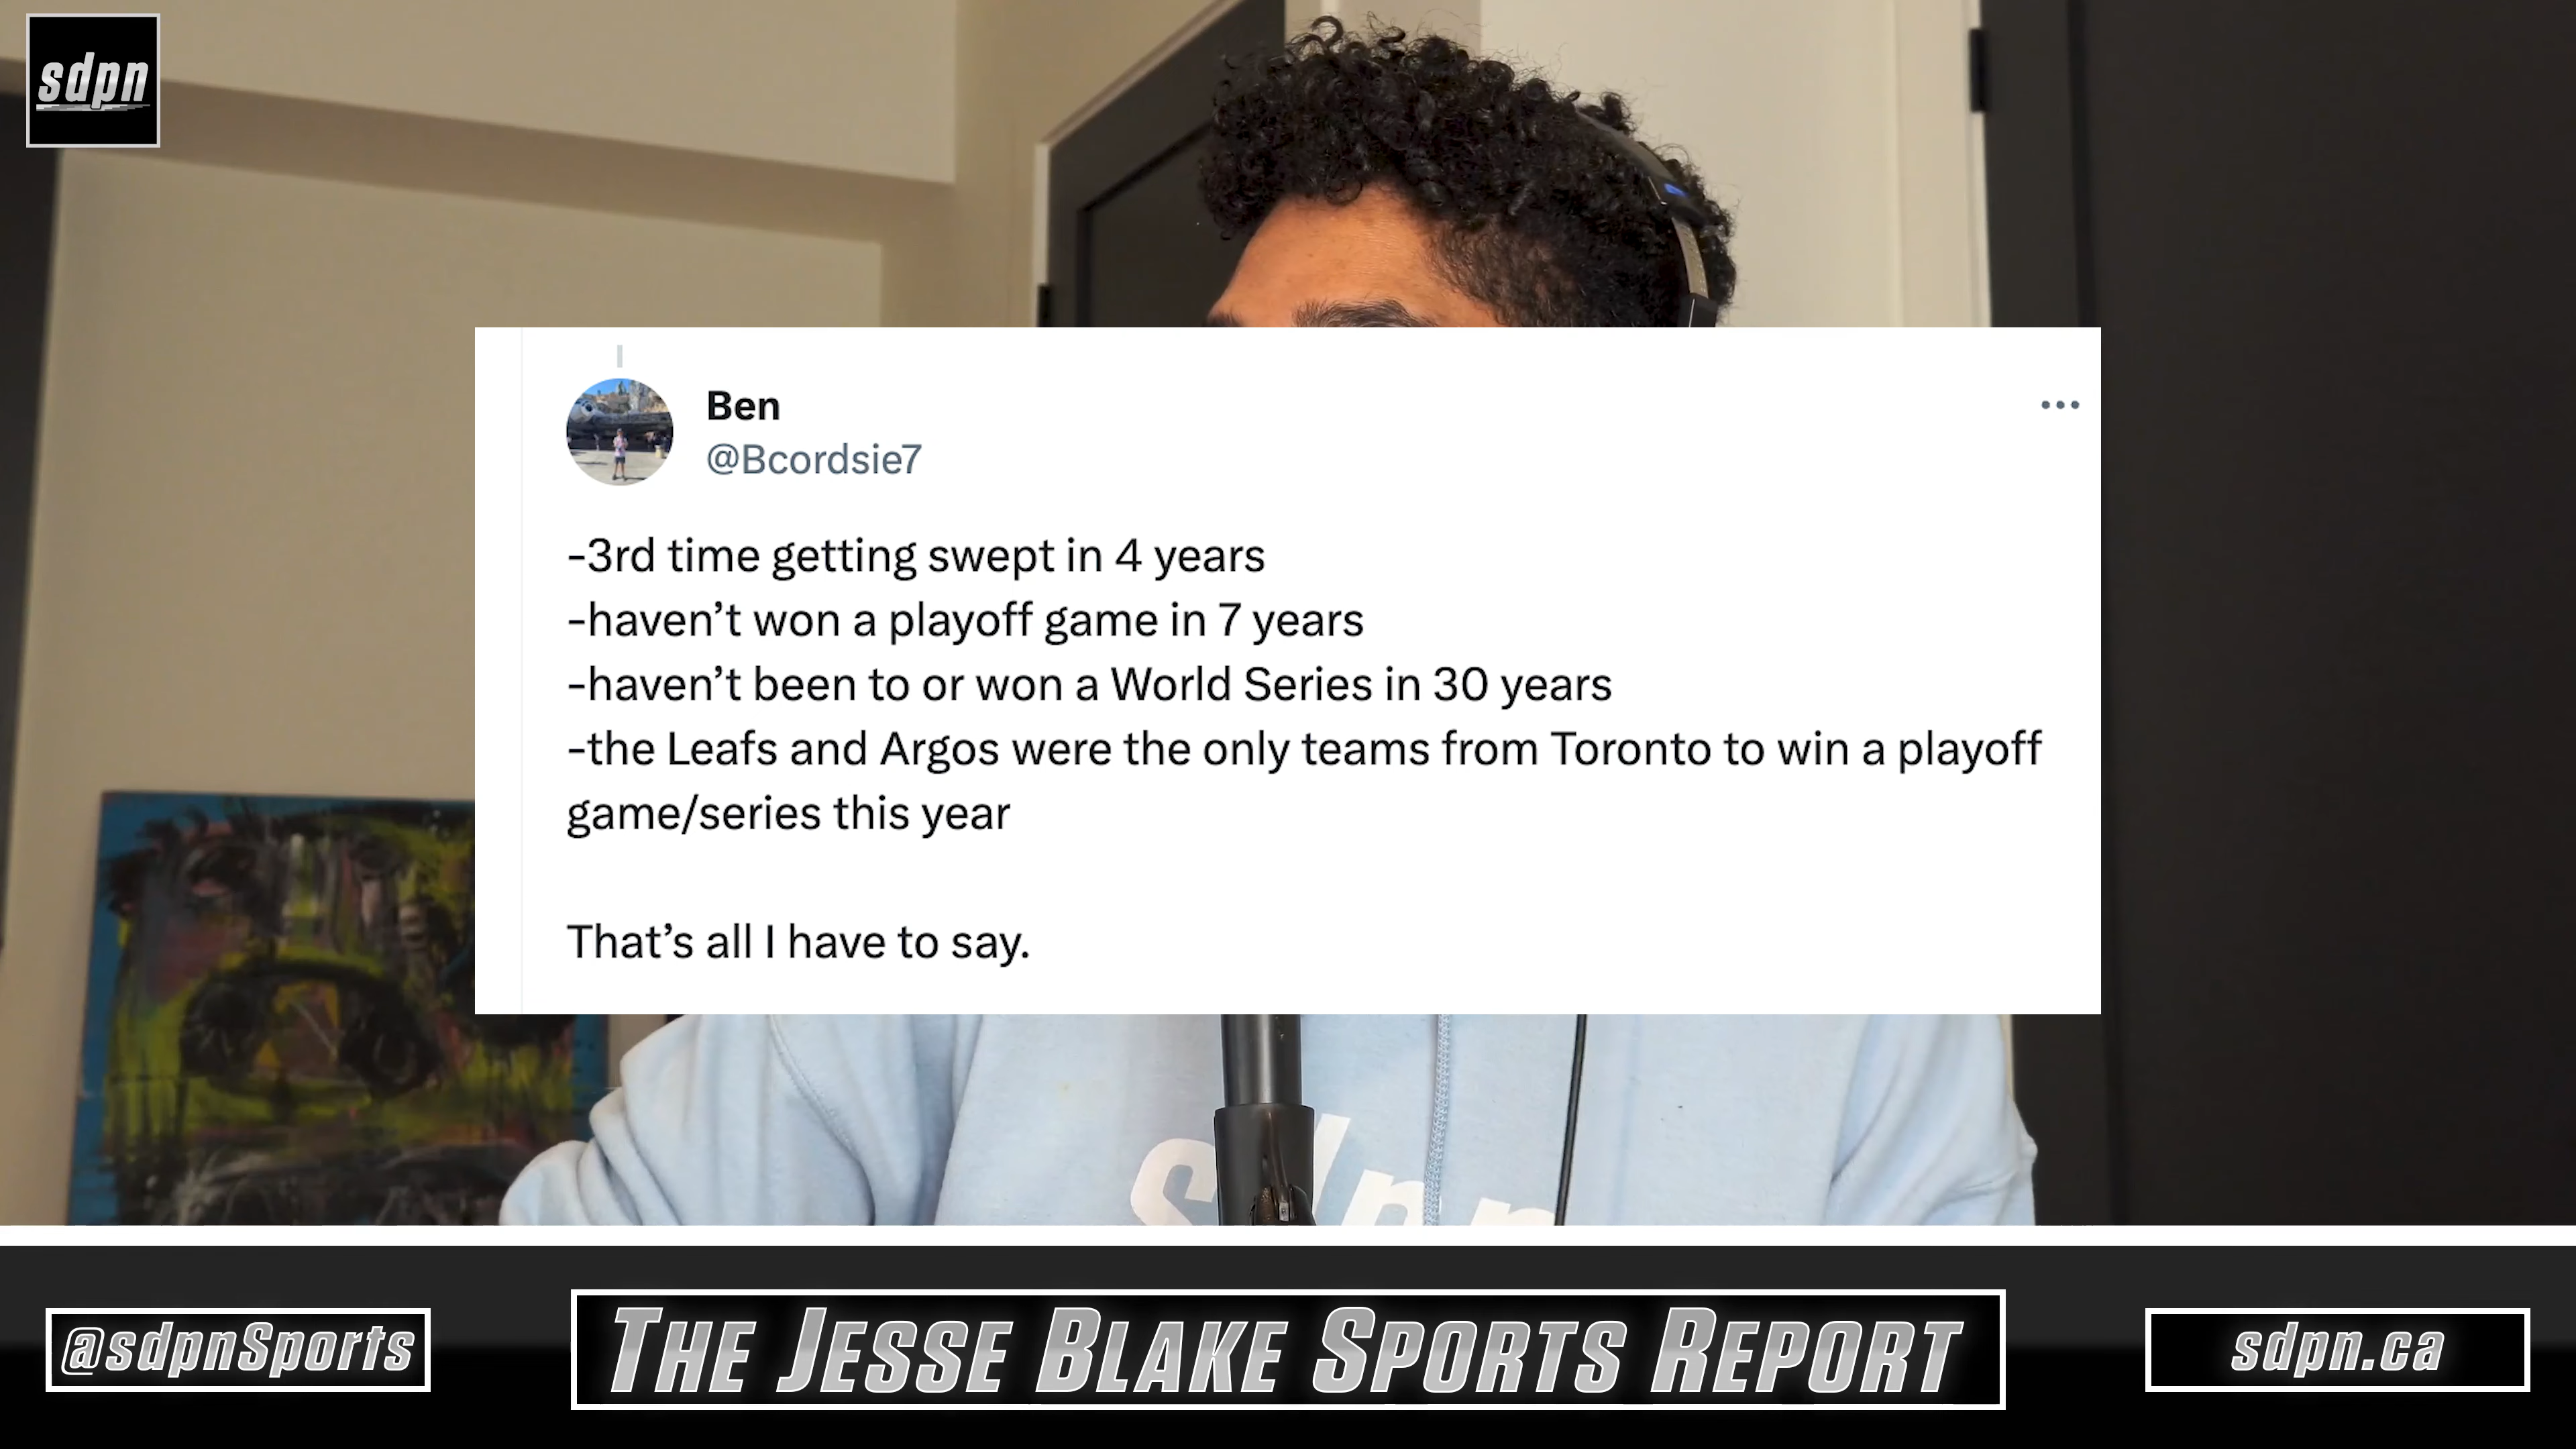 sdpn
Ben
@Bcordsie7
-3rd time getting swept in 4 years
-haven’t won a playoff game in 7 years
-haven’t been to or won a World Series in 30 years
-the Leafs and Argos were the only teams from Toronto to win a playoff
game/series this year
That’s all I have to say.
sdpn
@sdpnSports
THE JESSE BLAKE SPORTS REPORT
sdpn.ca